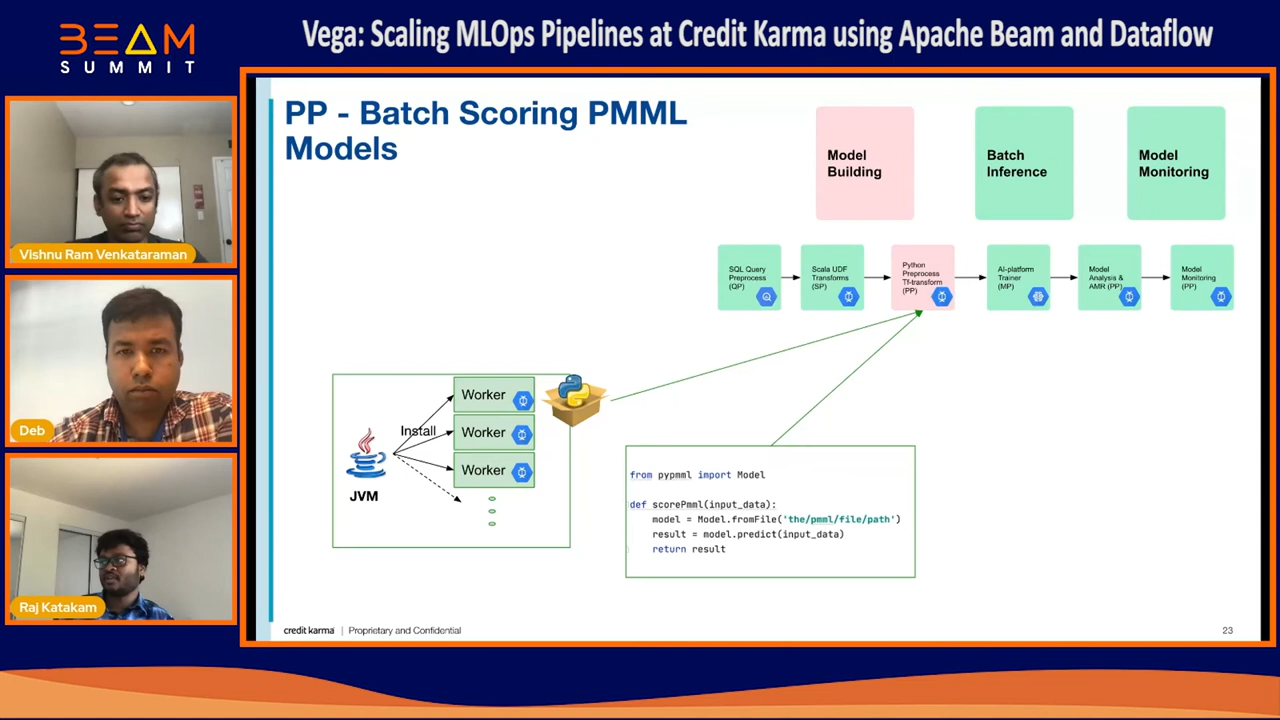 BEAM
SUMMIT
Vega: Scaling MLOps Pipelines at Credit Karma using Apache Beam and Dataflow
Vishnu Ram Venkataraman
Deb
Raj Katakam
PP - Batch Scoring PMML
Models
Model
Building
Batch
Inference
Model
Monitoring
SQL Query
Preprocess
(QP)
Scala UDF
Transforms
(SP)
Python
Preprocess
Tf-transform
(PP)
AI-platform
Trainer
(MP)
Model
Analysis &
AMR (PP)
Model
Monitoring
(PP)
Install
JVM
Worker
Worker
Worker
from pypmml import Model
def scorePmml(input_data):
model = Model.fromFile('the/pmml/file/path')
result = model.predict(input_data)
return result
credit karma | Proprietary and Confidential
23